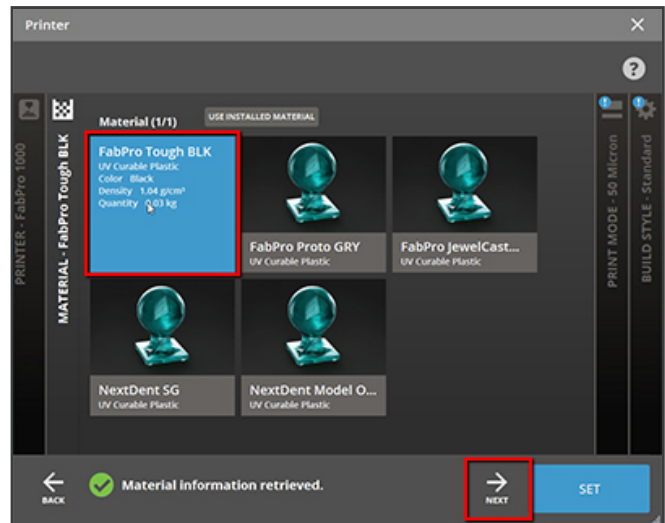 Printer
?
PRINTER - FabPro 1000
MATERIAL - FabPro Tough BLK
Material (1/1)
USE INSTALLED MATERIAL
FabPro Tough BLK
UV Curable Plastic
Color Black
Density 1.04 g/cm³
Quantity 0.03 kg
FabPro Proto GRY
UV Curable Plastic
FabPro JewelCast...
UV Curable Plastic
NextDent SG
UV Curable Plastic
NextDent Model O...
UV Curable Plastic
PRINT MODE - 50 Micron
BUILD STYLE - Standard
BACK
Material information retrieved.
NEXT
SET